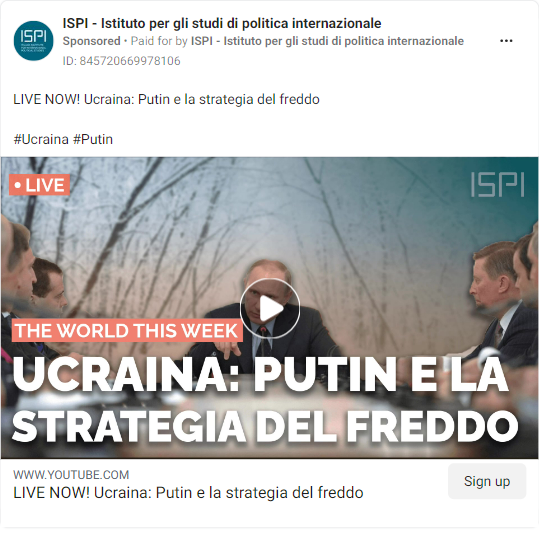 ISPI
ISPI - Istituto per gli studi di politica internazionale
Sponsored • Paid for by ISPI - Istituto per gli studi di politica internazionale
ID: 845720669978106
LIVE NOW! Ucraina: Putin e la strategia del freddo
#Ucraina #Putin
• LIVE
ISPI
THE WORLD THIS WEEK
UCRAINA: PUTIN E LA
STRATEGIA DEL FREDDO
WWW.YOUTUBE.COM
LIVE NOW! Ucraina: Putin e la strategia del freddo
Sign up